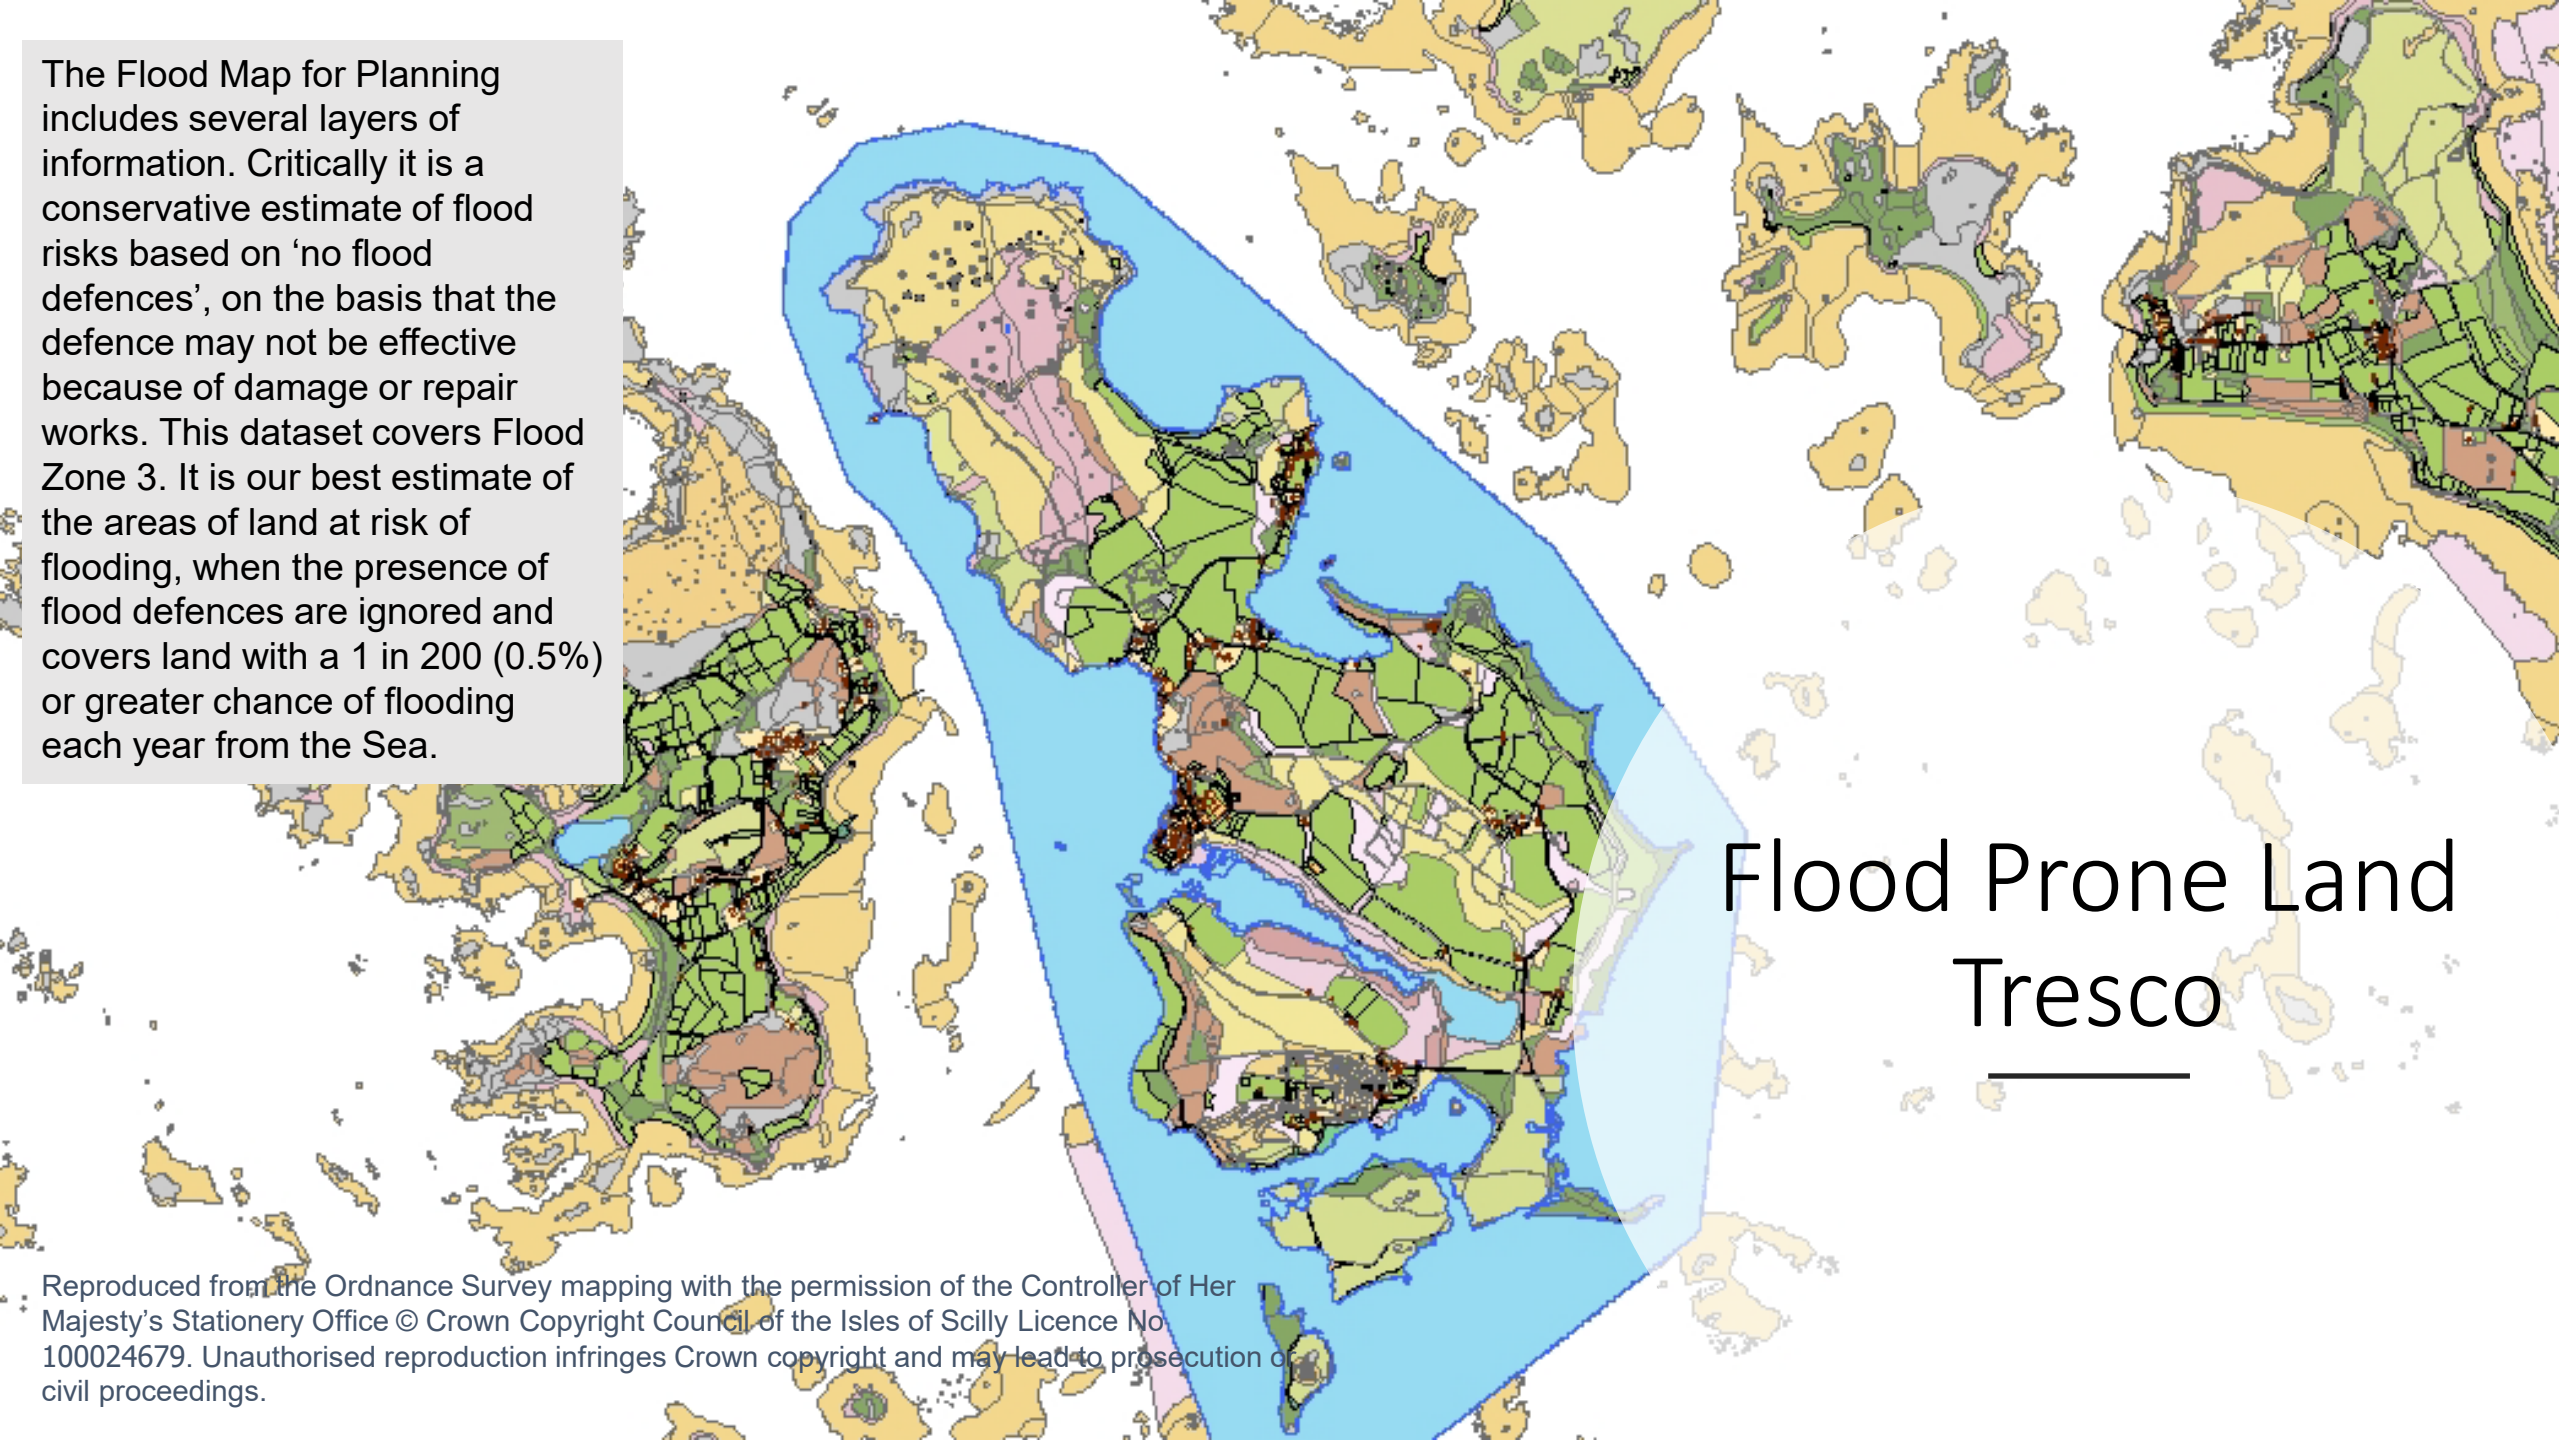 The Flood Map for Planning
includes several layers of
information. Critically it is a
conservative estimate of flood
risks based on ‘no flood
defences’, on the basis that the
defence may not be effective
because of damage or repair
works. This dataset covers Flood
Zone 3. It is our best estimate of
the areas of land at risk of
flooding, when the presence of
flood defences are ignored and
covers land with a 1 in 200 (0.5%)
or greater chance of flooding
each year from the Sea.
Flood Prone Land
Tresco
Reproduced from the Ordnance Survey mapping with the permission of the Controller of Her
Majesty’s Stationery Office © Crown Copyright Council of the Isles of Scilly Licence No
100024679. Unauthorised reproduction infringes Crown copyright and may lead to prosecution or
civil proceedings.